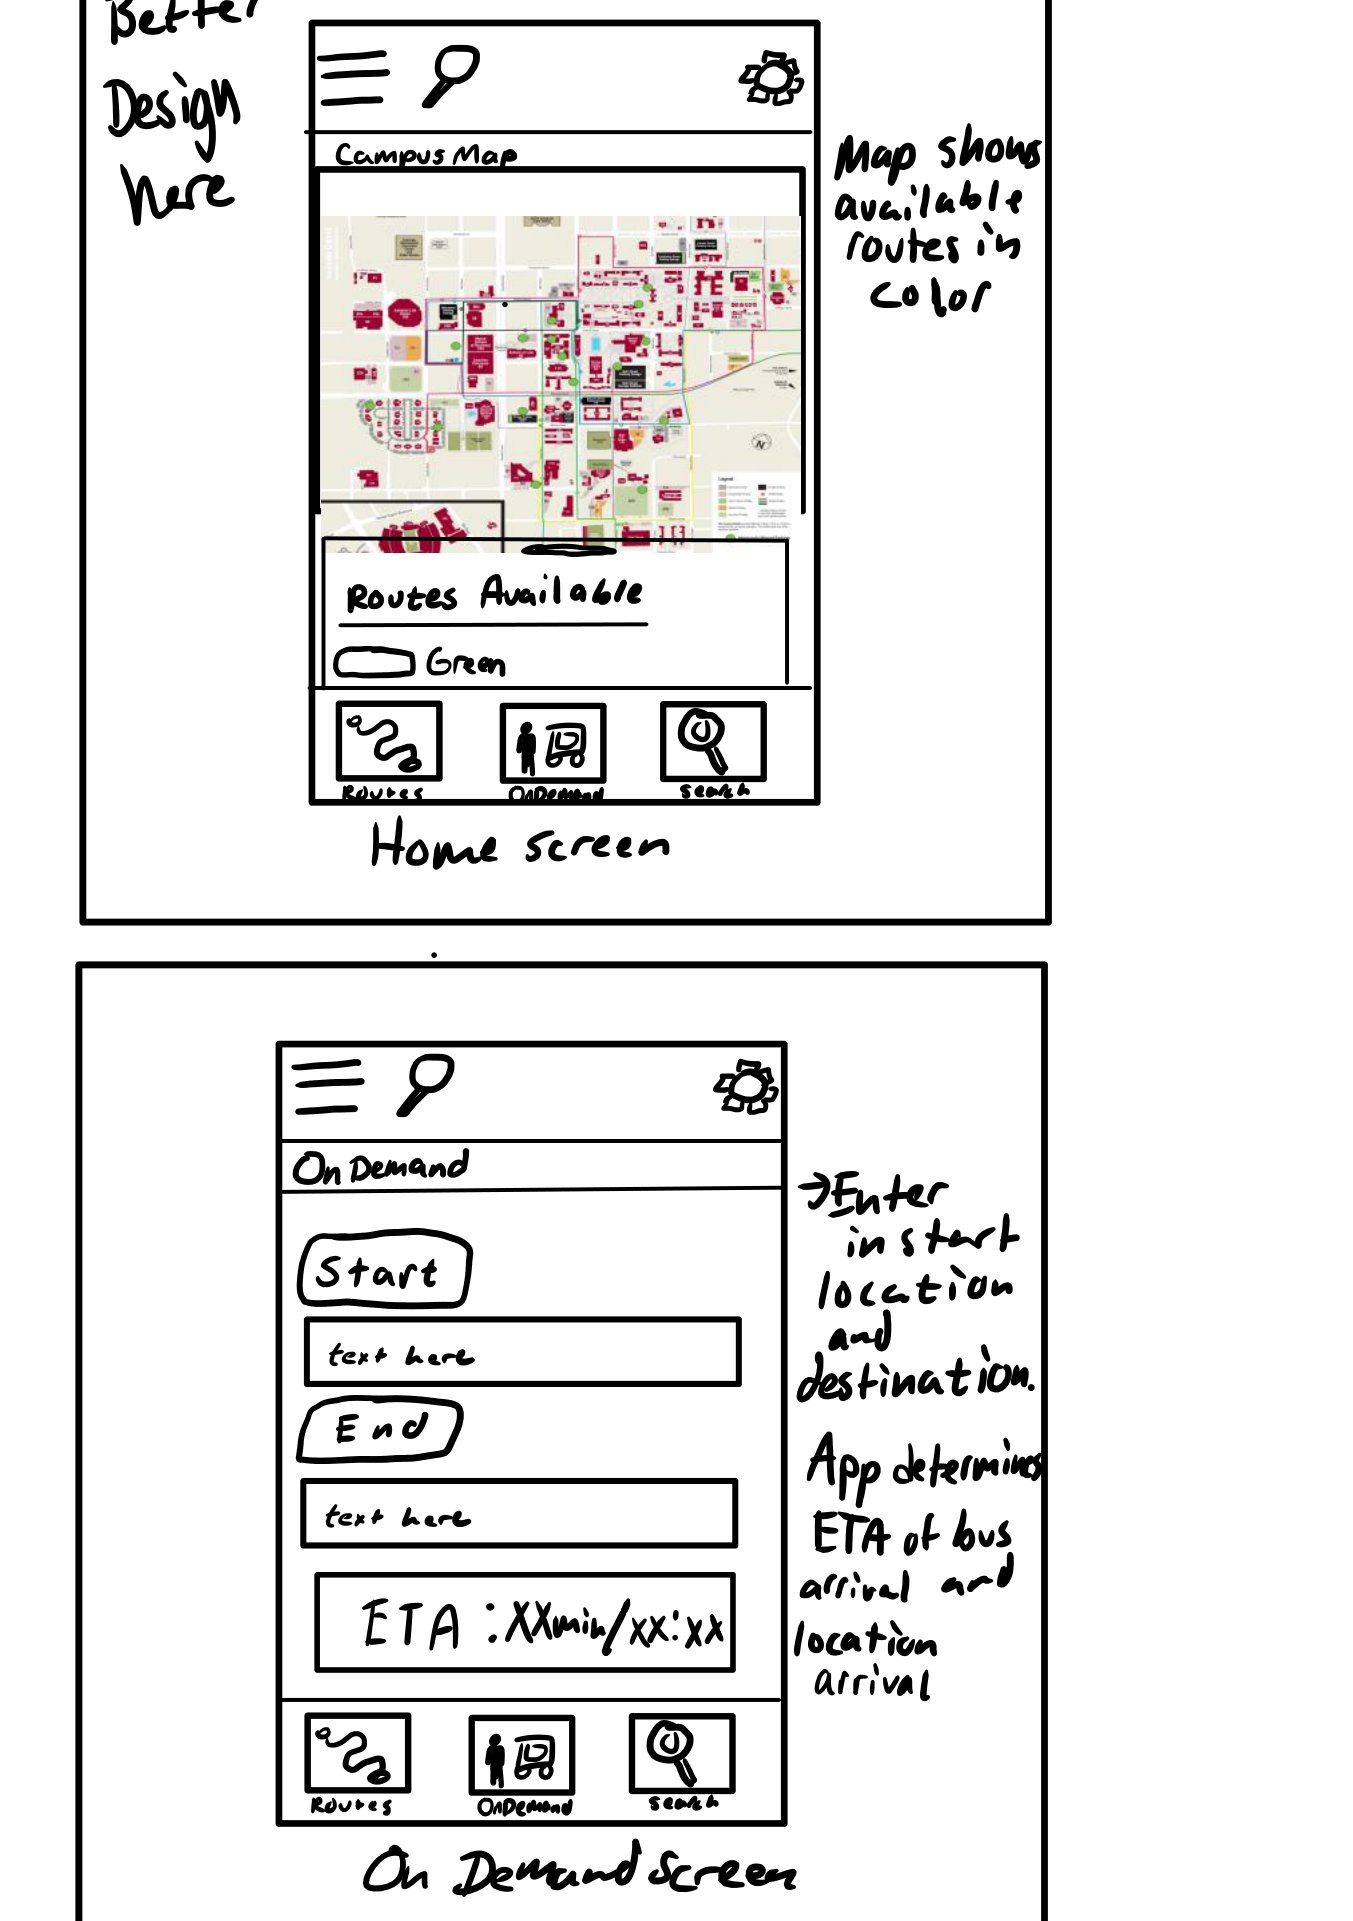 Better
Design
here
Campus Map
Map shows
available
routes in
color
N
Legend
Routes Available
Green
Routes
OnDemand
Search
Home screen
On Demand
Start
text here
End
text here
ETA : XXmin/xx:xx
Routes
OnDemand
Search
→ Enter
in start
location
and
destination.
App determines
ETA of bus
arrival and
location
arrival
On Demand screen